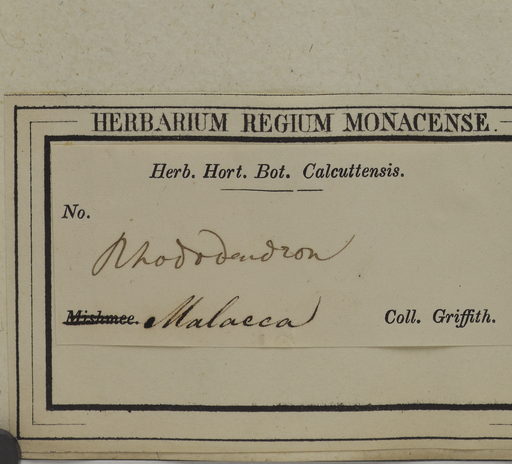 HERBARIUM REGIUM MONACENSE.
Herb. Hort. Bot. Calcuttensis.
No.
Rhododendron
Mishmee. Malacca Coll. Griffith.